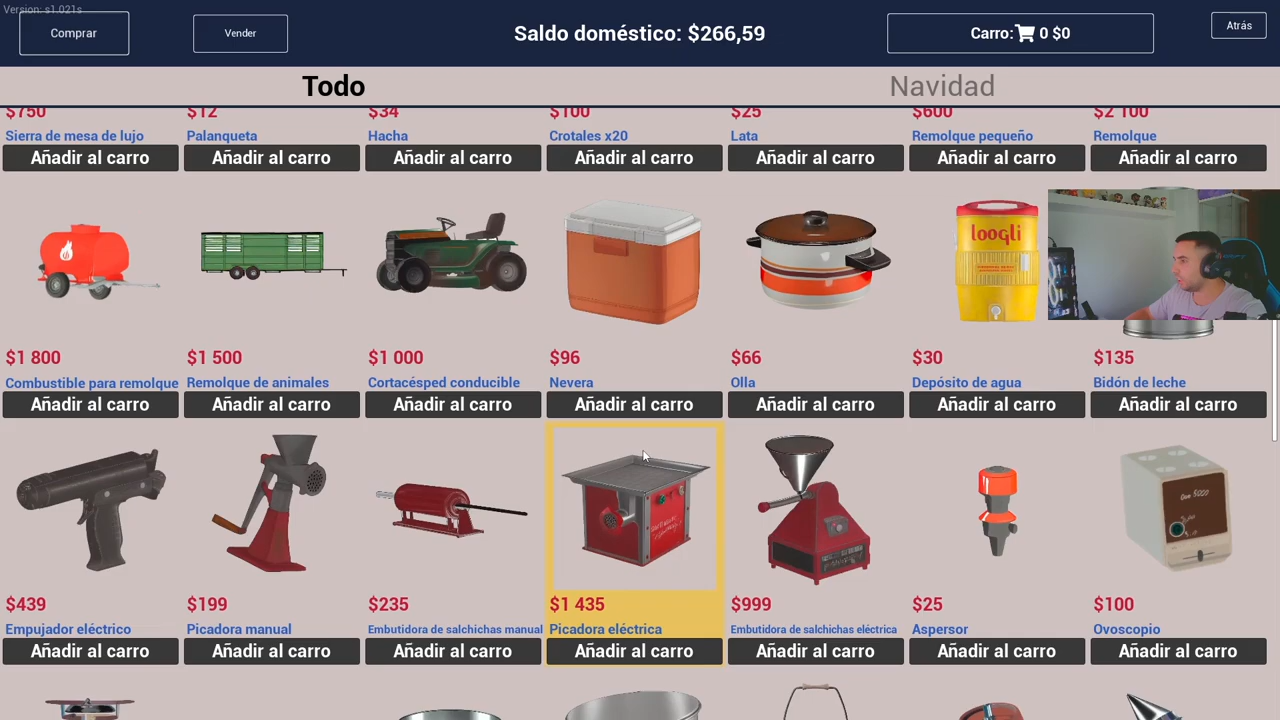 Version: s1.021s
Comprar
Vender
Saldo doméstico: $266,59
Carro: 0 $0
Atrás
Todo
Navidad
$750
$12
$34
$100
$25
$600
$2 100
Sierra de mesa de lujo
Palanqueta
Hacha
Crotales x20
Lata
Remolque pequeño
Remolque
Añadir al carro
Añadir al carro
Añadir al carro
Añadir al carro
Añadir al carro
Añadir al carro
Añadir al carro
loogli
$1 800
$1 500
$1 000
$96
$66
$30
$135
Combustible para remolque
Remolque de animales
Cortacésped conducible
Nevera
Olla
Depósito de agua
Bidón de leche
Añadir al carro
Añadir al carro
Añadir al carro
Añadir al carro
Añadir al carro
Añadir al carro
Añadir al carro
$439
$199
$235
$1 435
$999
$25
$100
Empujador eléctrico
Picadora manual
Embutidora de salchichas manual
Picadora eléctrica
Embutidora de salchichas eléctrica
Aspersor
Ovoscopio
Añadir al carro
Añadir al carro
Añadir al carro
Añadir al carro
Añadir al carro
Añadir al carro
Añadir al carro